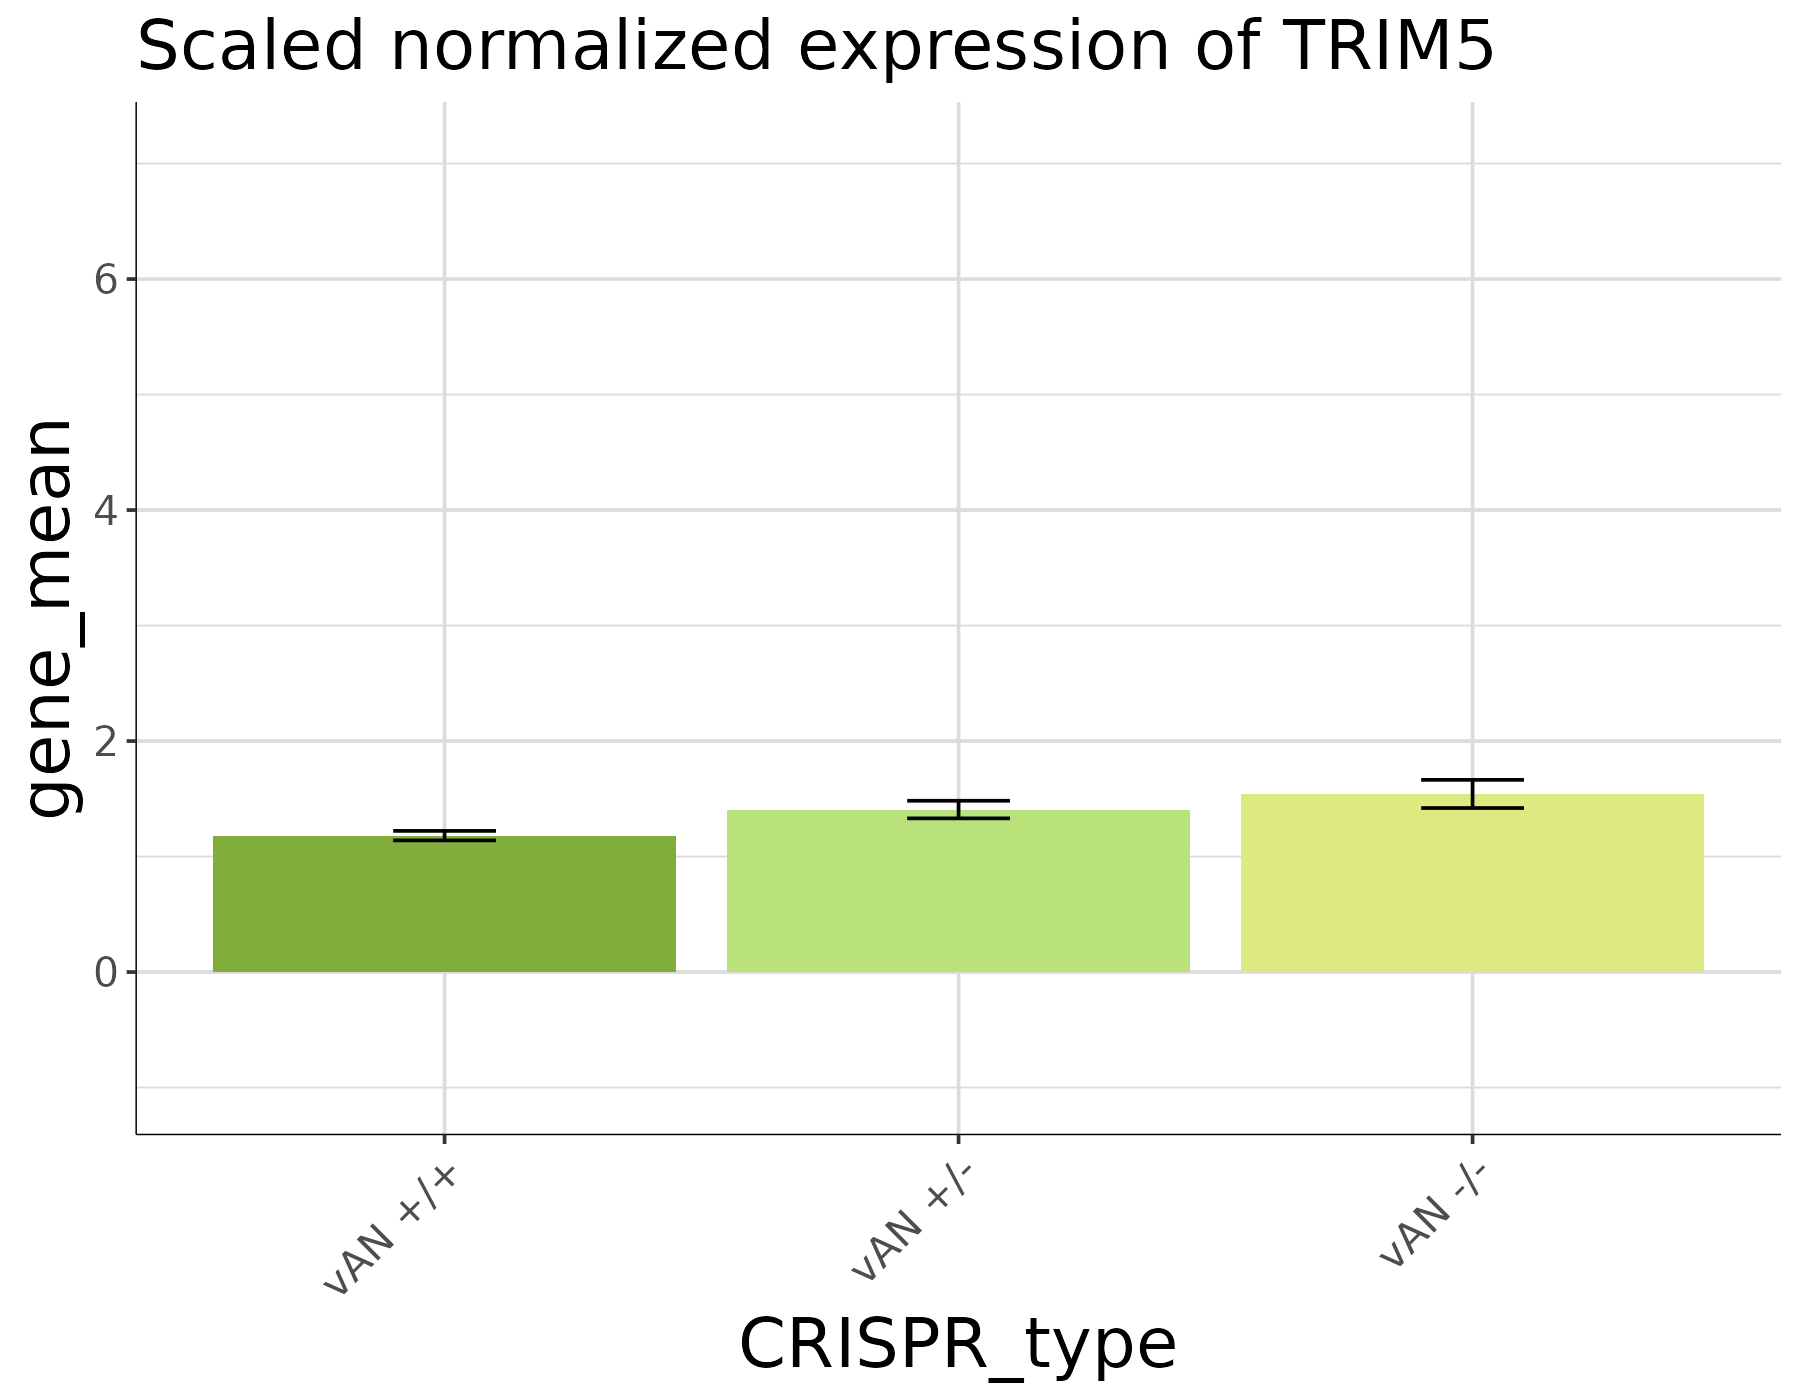 Scaled normalized expression of TRIM5
gene_mean
6
4
2
0
vAN +/+
vAN +/-
vAN -/-
CRISPR_type